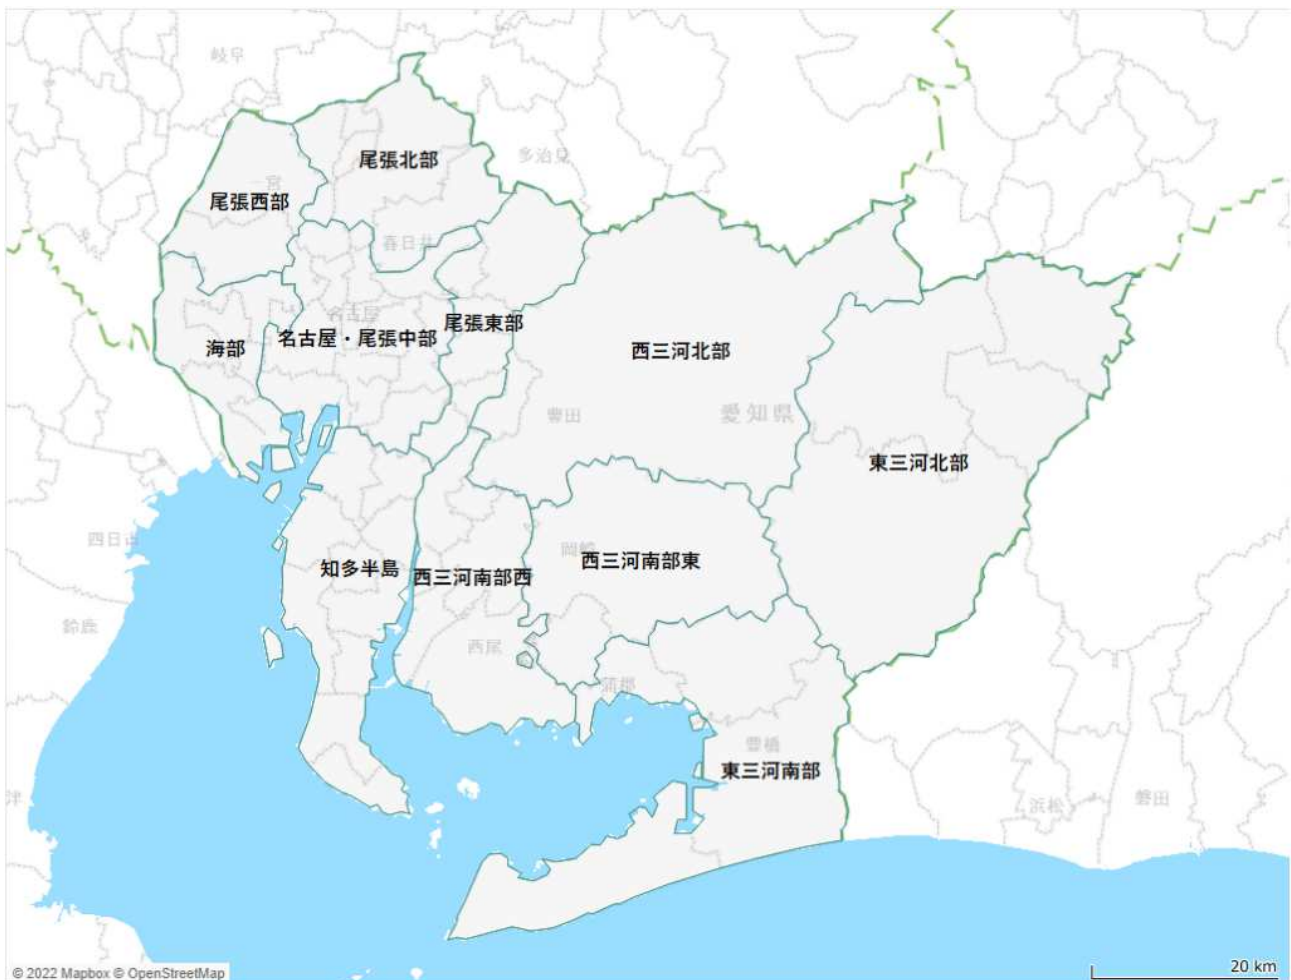 岐阜
尾張北部
多治見
一宮
尾張西部
春日井
名古屋
尾張東部
名古屋・尾張中部
海部
西三河北部
豊田
愛知県
東三河北部
四日市
岡崎
西三河南部東
知多半島
西三河南部西
鈴鹿
西尾
蒲郡
豊橋
東三河南部
津
浜松
磐田
© 2022 Mapbox © OpenStreetMap
20 km